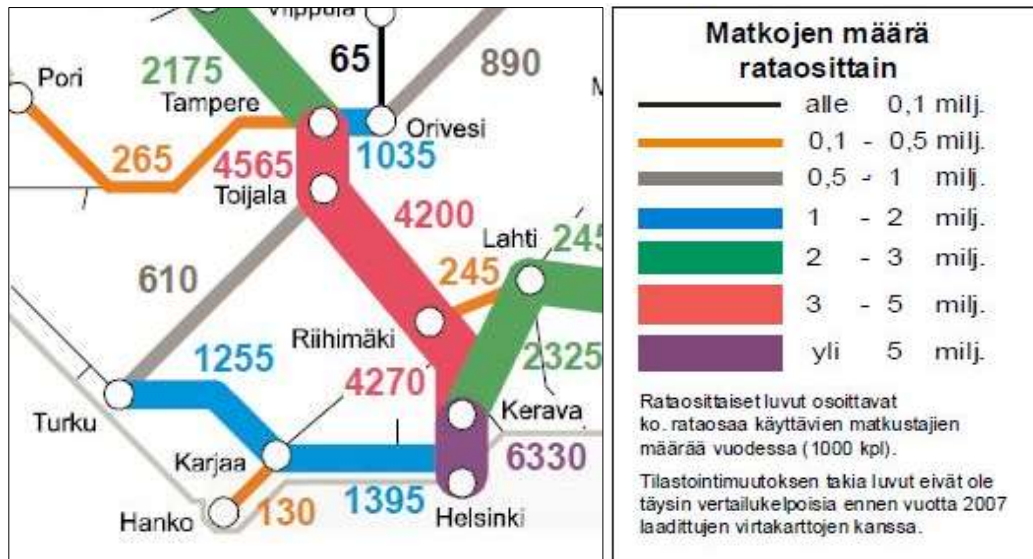 Vilppula
Pori
2175
65
890
Tampere
Orivesi
265
4565
1035
Toijala
4200
Lahti
245
245
610
Riihimäki
1255
2325
4270
Turku
Kerava
Karjaa
6330
Hanko
130
1395
Helsinki
Matkojen määrä
rataosittain
alle 0,1 milj.
0,1 - 0,5 milj.
0,5 - 1 milj.
1 - 2 milj.
2 - 3 milj.
3 - 5 milj.
yli 5 milj.
Rataosittaiset luvut osoittavat
ko. rataosaa käyttävien matkustajien
määrää vuodessa (1000 kpl).
Tilastointimuutoksen takia luvut eivät ole
täysin vertailukelpoisia ennen vuotta 2007
laadittujen virtakarttojen kanssa.